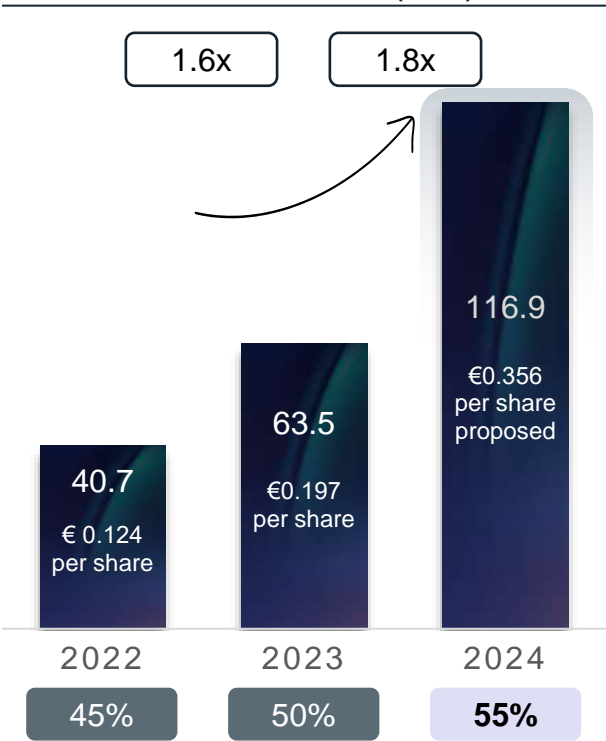 1.6x
1.8x
116.9
€0.356
per share
proposed
63.5
€0.197
per share
40.7
€ 0.124
per share
2022
2023
2024
45%
50%
55%